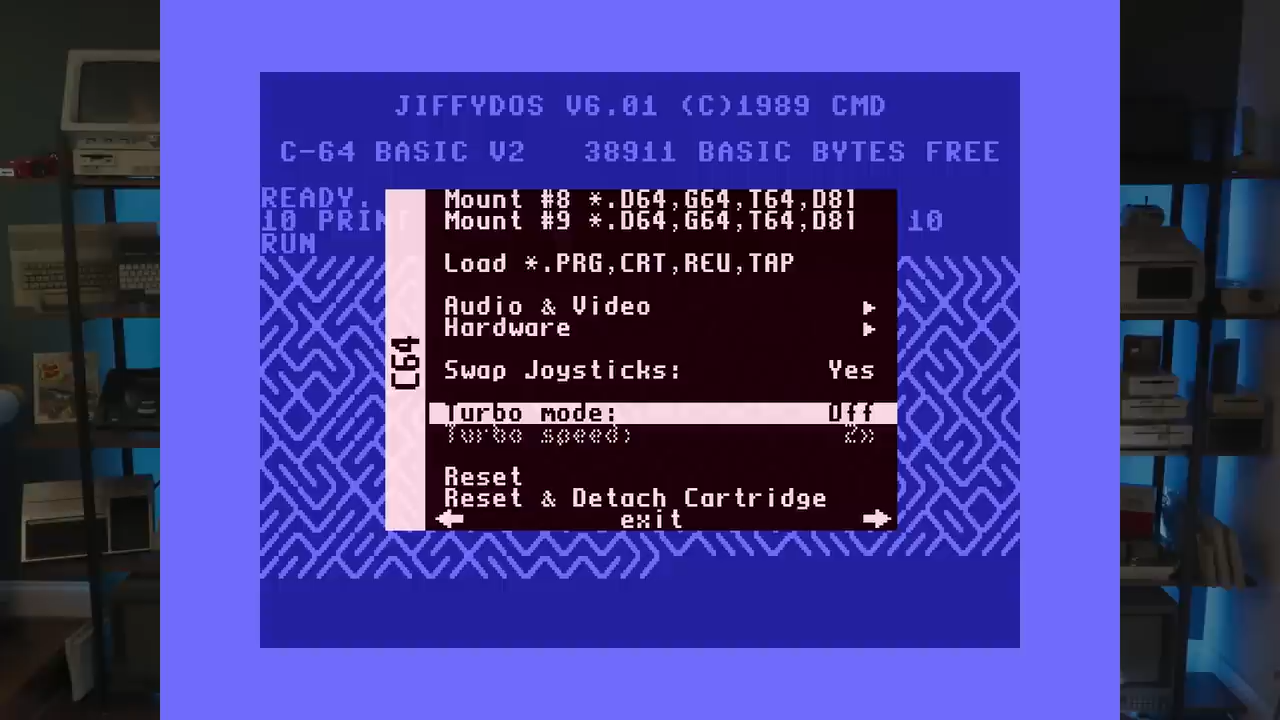 JIFFYDOS V6.01 (C)1989 CMD
C-64 BASIC V2 38911 BASIC BYTES FREE
READY.
10 PRINT 10
RUN
C64
Mount #8 *.D64,G64,T64,D81
Mount #9 *.D64,G64,T64,D81
Load *.PRG,CRT,REU,TAP
Audio & Video
Hardware
Swap Joysticks: Yes
Turbo mode: Off
Turbo speed: 2x
Reset
Reset & Detach Cartridge
exit